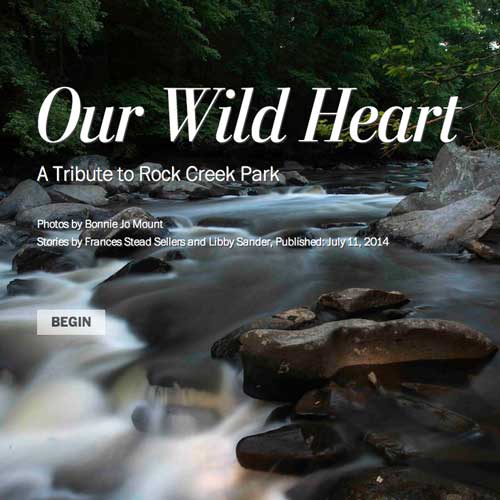 Our Wild Heart
A Tribute to Rock Creek Park
Photos by Bonnie Jo Mount
Stories by Frances Stead Sellers and Libby Sander, Published: July 11, 2014
BEGIN